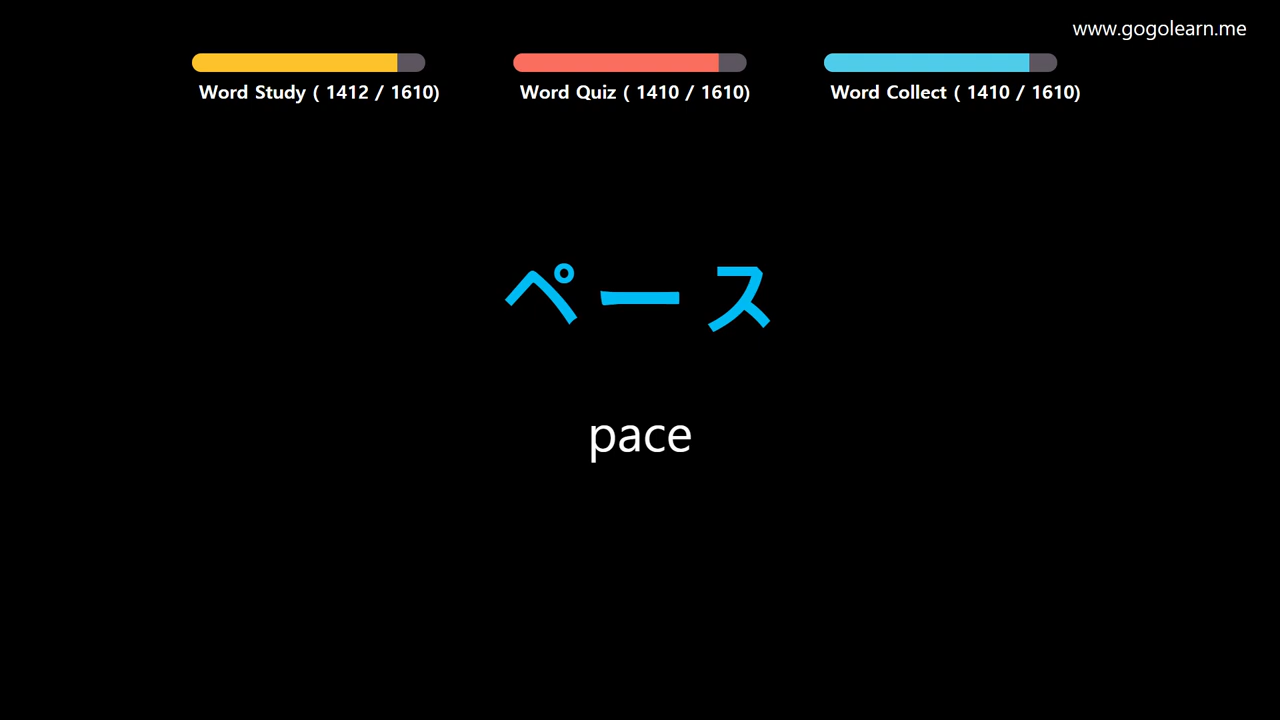 www.gogolearn.me
Word Study ( 1412 / 1610)
Word Quiz ( 1410 / 1610)
Word Collect ( 1410 / 1610)
ペース
pace